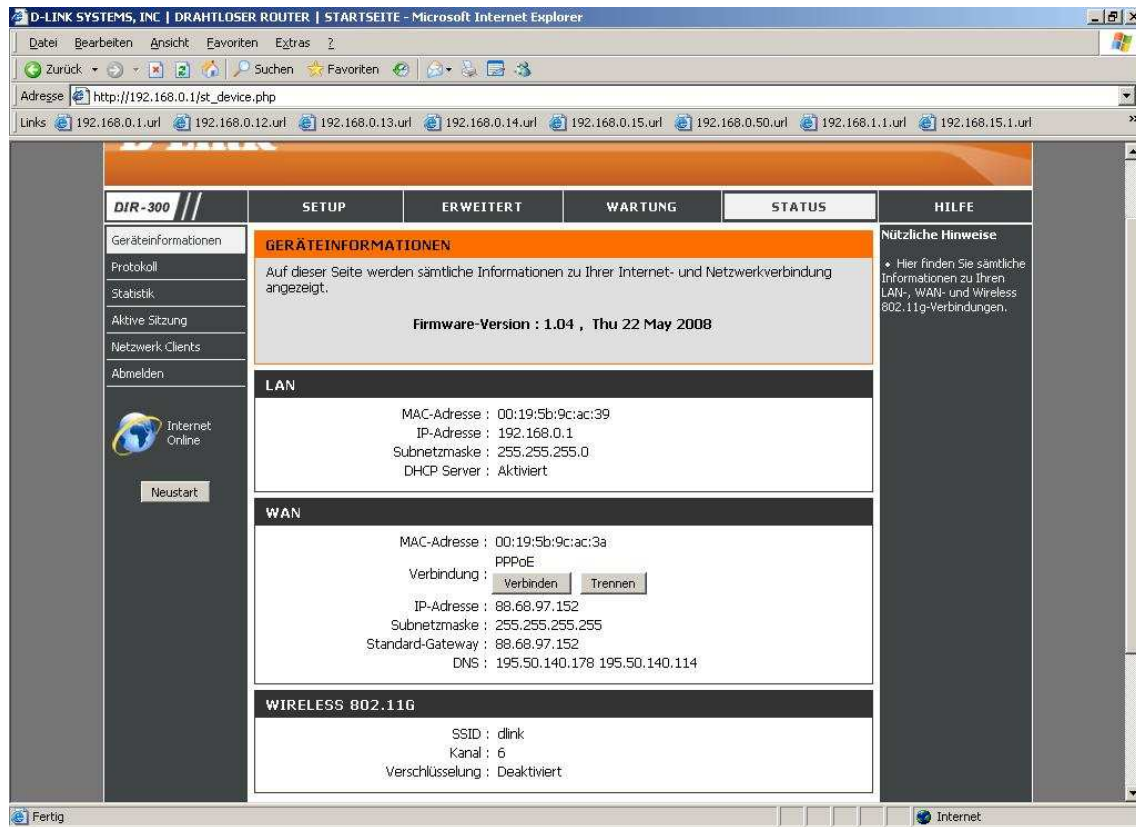 D-LINK SYSTEMS, INC | DRAHTLOSER ROUTER | STARTSEITE - Microsoft Internet Explorer
Datei Bearbeiten Ansicht Favoriten Extras ?
Zurück Suchen Favoriten
Adresse http://192.168.0.1/st_device.php
Links 192.168.0.1.url 192.168.0.12.url 192.168.0.13.url 192.168.0.14.url 192.168.0.15.url 192.168.0.50.url 192.168.1.1.url 192.168.15.1.url »
D-Link
DIR-300 SETUP ERWEITERT WARTUNG STATUS HILFE
Geräteinformationen
Protokoll
Statistik
Aktive Sitzung
Netzwerk Clients
Abmelden
Internet
Online
Neustart
GERÄTEINFORMATIONEN
Auf dieser Seite werden sämtliche Informationen zu Ihrer Internet- und Netzwerkverbindung
angezeigt.
Firmware-Version : 1.04 , Thu 22 May 2008
LAN
MAC-Adresse : 00:19:5b:9c:ac:39
IP-Adresse : 192.168.0.1
Subnetzmaske : 255.255.255.0
DHCP Server : Aktiviert
WAN
MAC-Adresse : 00:19:5b:9c:ac:3a
PPPoE
Verbindung : Verbinden Trennen
IP-Adresse : 88.68.97.152
Subnetzmaske : 255.255.255.255
Standard-Gateway : 88.68.97.152
DNS : 195.50.140.178 195.50.140.114
WIRELESS 802.11G
SSID : dlink
Kanal : 6
Verschlüsselung : Deaktiviert
Nützliche Hinweise
• Hier finden Sie sämtliche
Informationen zu Ihren
LAN-, WAN- und Wireless
802.11g-Verbindungen.
Fertig Internet